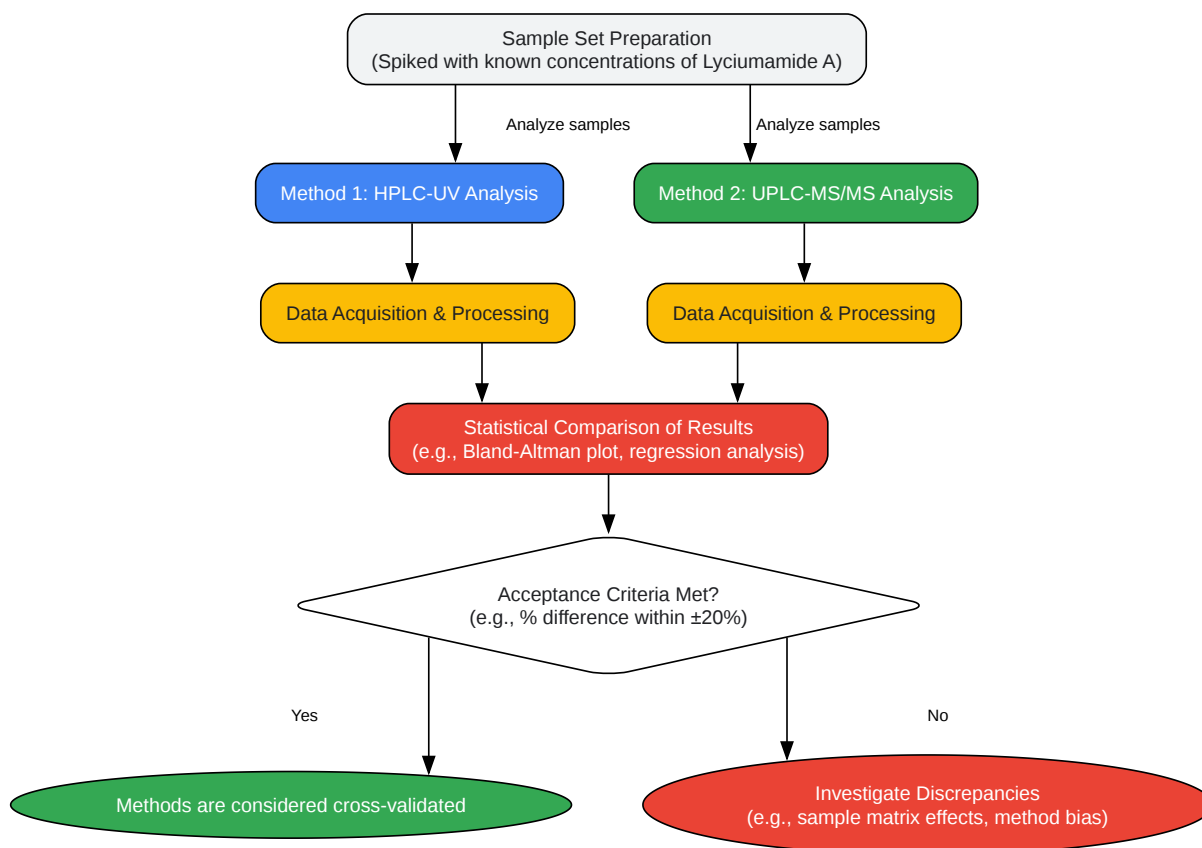 Sample Set Preparation
(Spiked with known concentrations of Lyciumamide A)
Analyze samples
Analyze samples
Method 1: HPLC-UV Analysis
Method 2: UPLC-MS/MS Analysis
Data Acquisition & Processing
Data Acquisition & Processing
Statistical Comparison of Results
(e.g., Bland-Altman plot, regression analysis)
Acceptance Criteria Met?
(e.g., % difference within ±20%)
Yes
No
Methods are considered cross-validated
Investigate Discrepancies
(e.g., sample matrix effects, method bias)